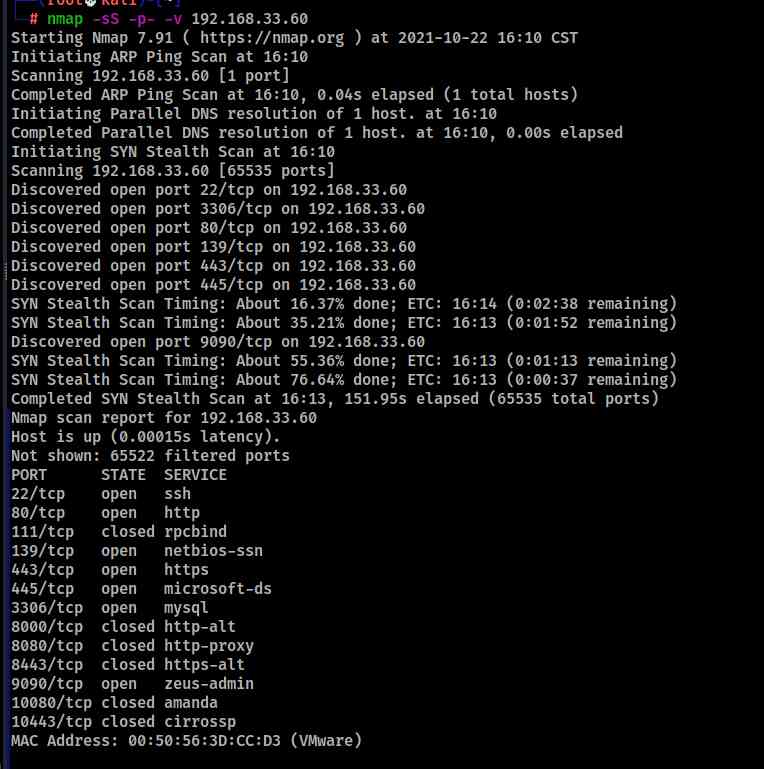 (root💀kali)-[~]
# nmap -sS -p- -v 192.168.33.60
Starting Nmap 7.91 ( https://nmap.org ) at 2021-10-22 16:10 CST
Initiating ARP Ping Scan at 16:10
Scanning 192.168.33.60 [1 port]
Completed ARP Ping Scan at 16:10, 0.04s elapsed (1 total hosts)
Initiating Parallel DNS resolution of 1 host. at 16:10
Completed Parallel DNS resolution of 1 host. at 16:10, 0.00s elapsed
Initiating SYN Stealth Scan at 16:10
Scanning 192.168.33.60 [65535 ports]
Discovered open port 22/tcp on 192.168.33.60
Discovered open port 3306/tcp on 192.168.33.60
Discovered open port 80/tcp on 192.168.33.60
Discovered open port 139/tcp on 192.168.33.60
Discovered open port 443/tcp on 192.168.33.60
Discovered open port 445/tcp on 192.168.33.60
SYN Stealth Scan Timing: About 16.37% done; ETC: 16:14 (0:02:38 remaining)
SYN Stealth Scan Timing: About 35.21% done; ETC: 16:13 (0:01:52 remaining)
Discovered open port 9090/tcp on 192.168.33.60
SYN Stealth Scan Timing: About 55.36% done; ETC: 16:13 (0:01:13 remaining)
SYN Stealth Scan Timing: About 76.64% done; ETC: 16:13 (0:00:37 remaining)
Completed SYN Stealth Scan at 16:13, 151.95s elapsed (65535 total ports)
Nmap scan report for 192.168.33.60
Host is up (0.00015s latency).
Not shown: 65522 filtered ports
PORT      STATE  SERVICE
22/tcp    open   ssh
80/tcp    open   http
111/tcp   closed rpcbind
139/tcp   open   netbios-ssn
443/tcp   open   https
445/tcp   open   microsoft-ds
3306/tcp  open   mysql
8000/tcp  closed http-alt
8080/tcp  closed http-proxy
8443/tcp  closed https-alt
9090/tcp  open   zeus-admin
10080/tcp closed amanda
10443/tcp closed cirrossp
MAC Address: 00:50:56:3D:CC:D3 (VMware)